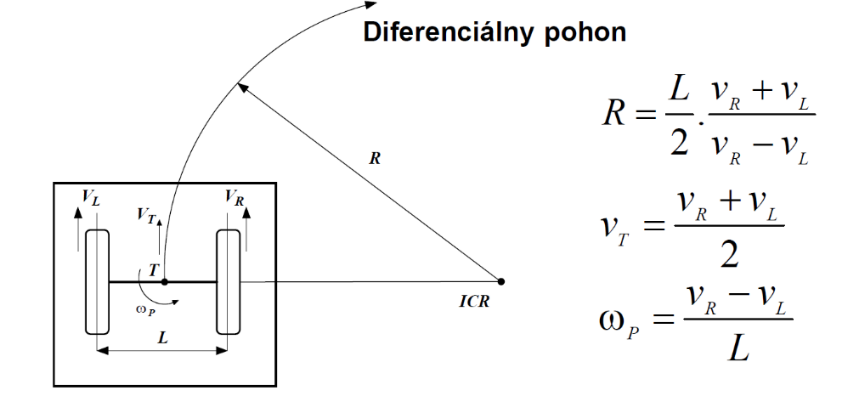 Diferenciálny pohon
R = L/2 . (v_R + v_L)/(v_R − v_L)
R
V_L
V_R
V_T
v_T = (v_R + v_L)/2
T
ω_P
ICR
ω_P = (v_R − v_L)/L
L